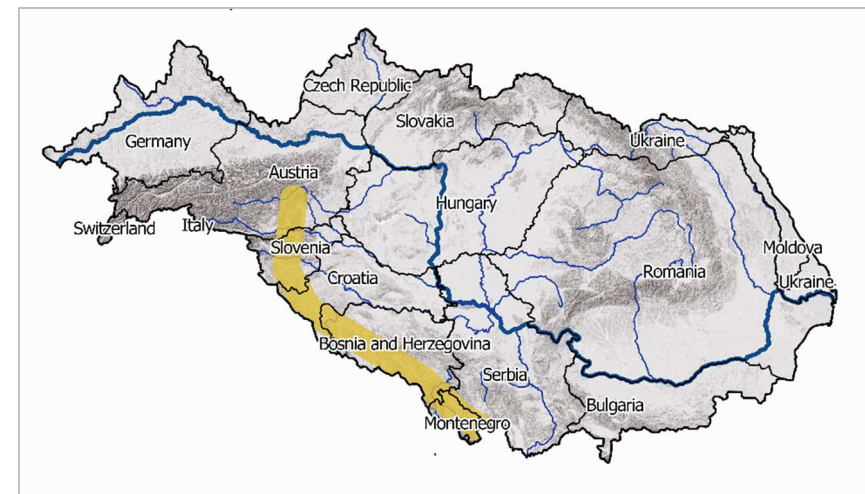 Czech Republic
Slovakia
Germany
Ukraine
Austria
Hungary
Switzerland
Italy
Slovenia
Moldova
Croatia
Romania
Ukraine
Bosnia and Herzegovina
Serbia
Bulgaria
Montenegro